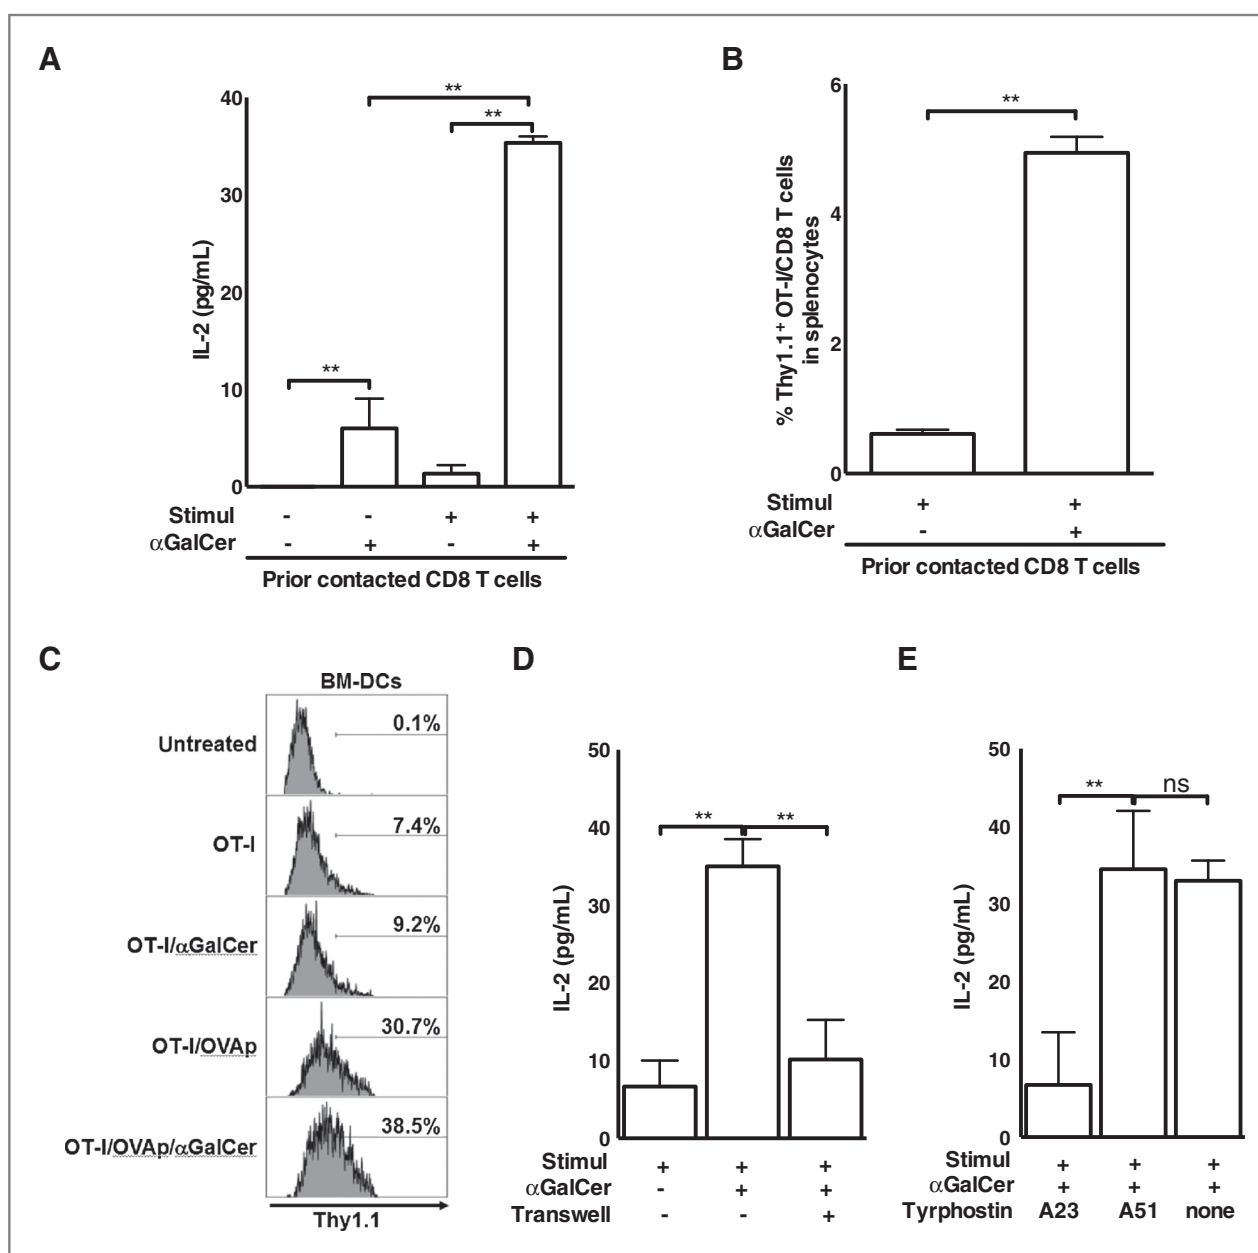 A
**
**
**
40
30
20
10
0
IL-2 (pg/mL)
Stimul - - + +
αGalCer - + - +
Prior contacted CD8 T cells
B
**
6
4
2
0
% Thy1.1+ OT-I/CD8 T cells
in splenocytes
Stimul + +
αGalCer - +
Prior contacted CD8 T cells
C
BM-DCs
Untreated 0.1%
OT-I 7.4%
OT-I/αGalCer 9.2%
OT-I/OVAp 30.7%
OT-I/OVAp/αGalCer 38.5%
Thy1.1
D
** **
50
40
30
20
10
0
IL-2 (pg/mL)
Stimul + + +
αGalCer - + +
Transwell - - +
E
** ns
50
40
30
20
10
0
IL-2 (pg/mL)
Stimul + + +
αGalCer + + +
Tyrphostin A23 A51 none